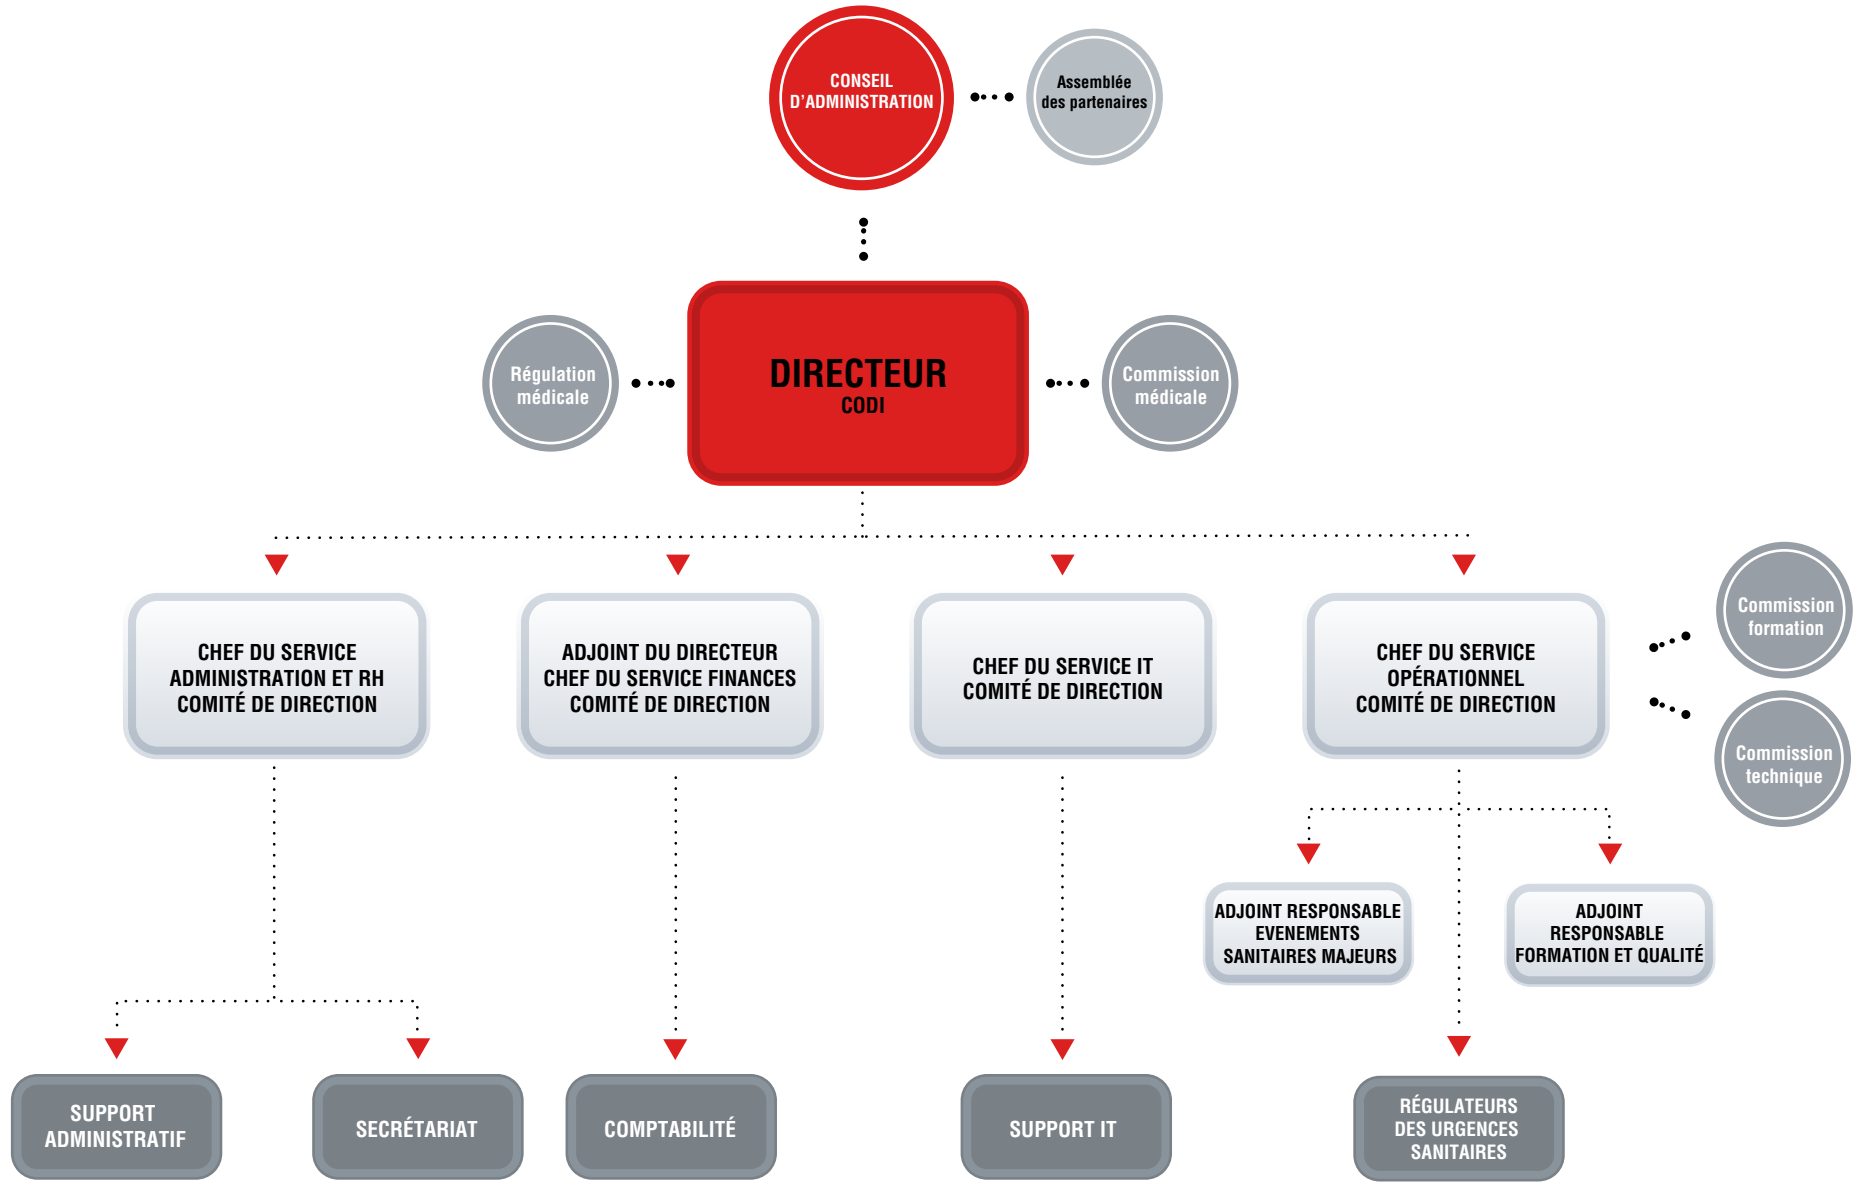 CONSEIL
D'ADMINISTRATION
Assemblée
des partenaires
Régulation
médicale
DIRECTEUR
CODI
Commission
médicale
CHEF DU SERVICE
ADMINISTRATION ET RH
COMITÉ DE DIRECTION
ADJOINT DU DIRECTEUR
CHEF DU SERVICE FINANCES
COMITÉ DE DIRECTION
CHEF DU SERVICE IT
COMITÉ DE DIRECTION
CHEF DU SERVICE
OPÉRATIONNEL
COMITÉ DE DIRECTION
Commission
formation
Commission
technique
ADJOINT RESPONSABLE
EVENEMENTS
SANITAIRES MAJEURS
ADJOINT
RESPONSABLE
FORMATION ET QUALITÉ
SUPPORT
ADMINISTRATIF
SECRÉTARIAT
COMPTABILITÉ
SUPPORT IT
RÉGULATEURS
DES URGENCES
SANITAIRES